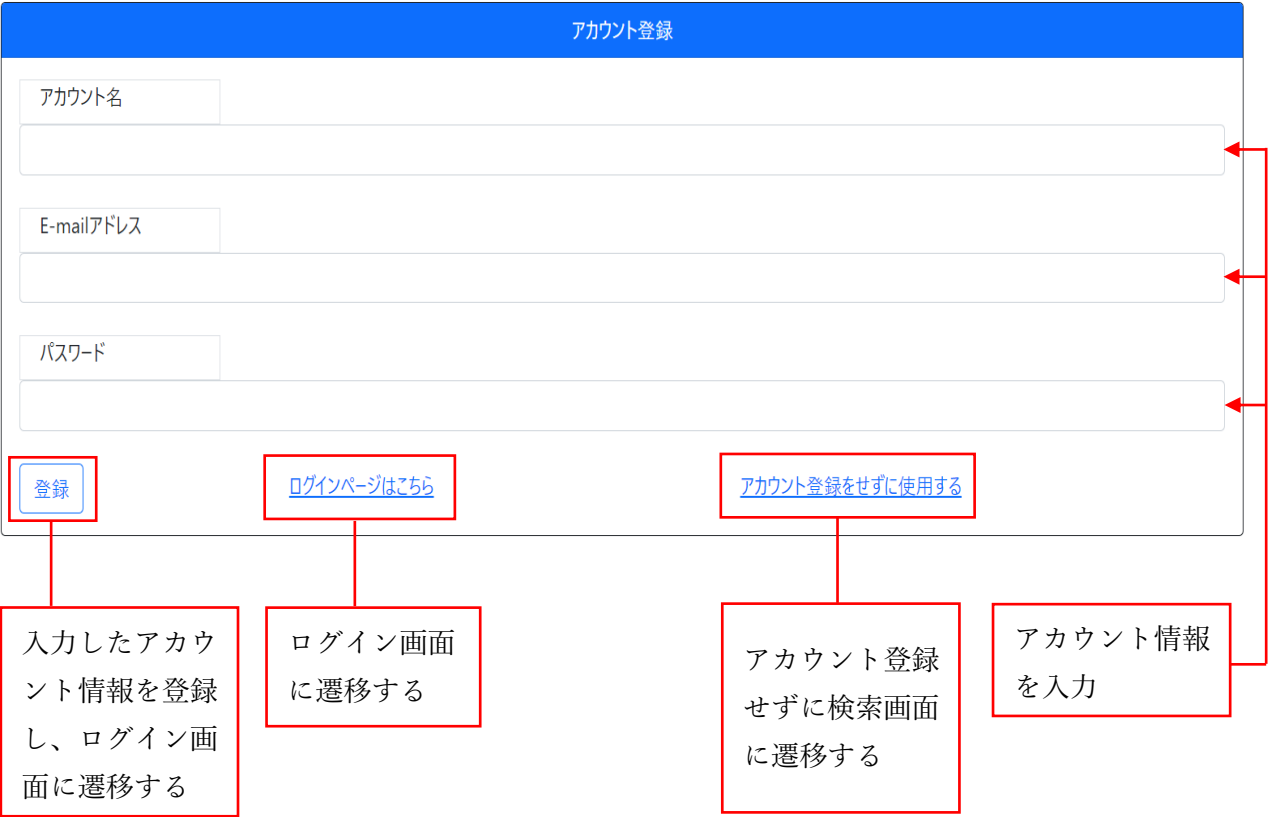 アカウント登録
アカウント名
E-mailアドレス
パスワード
登録
ログインページはこちら
アカウント登録をせずに使用する
入力したアカウ
ント情報を登録
し、ログイン画
面に遷移する
ログイン画面
に遷移する
アカウント登録
せずに検索画面
に遷移する
アカウント情報
を入力